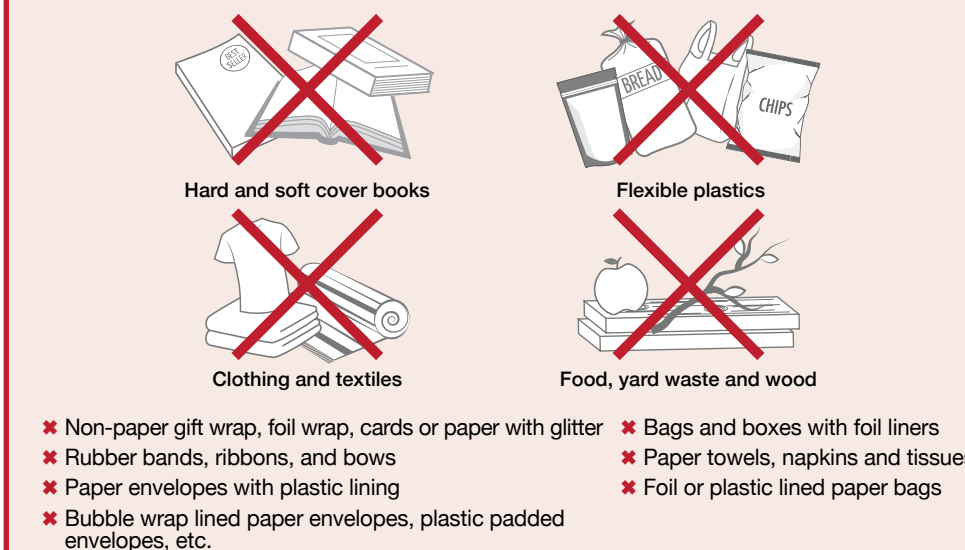 BEST
SELLER
BREAD
CHIPS
Hard and soft cover books
Flexible plastics
Clothing and textiles
Food, yard waste and wood
✖ Non-paper gift wrap, foil wrap, cards or paper with glitter
✖ Rubber bands, ribbons, and bows
✖ Paper envelopes with plastic lining
✖ Bubble wrap lined paper envelopes, plastic padded
envelopes, etc.
✖ Bags and boxes with foil liners
✖ Paper towels, napkins and tissues
✖ Foil or plastic lined paper bags